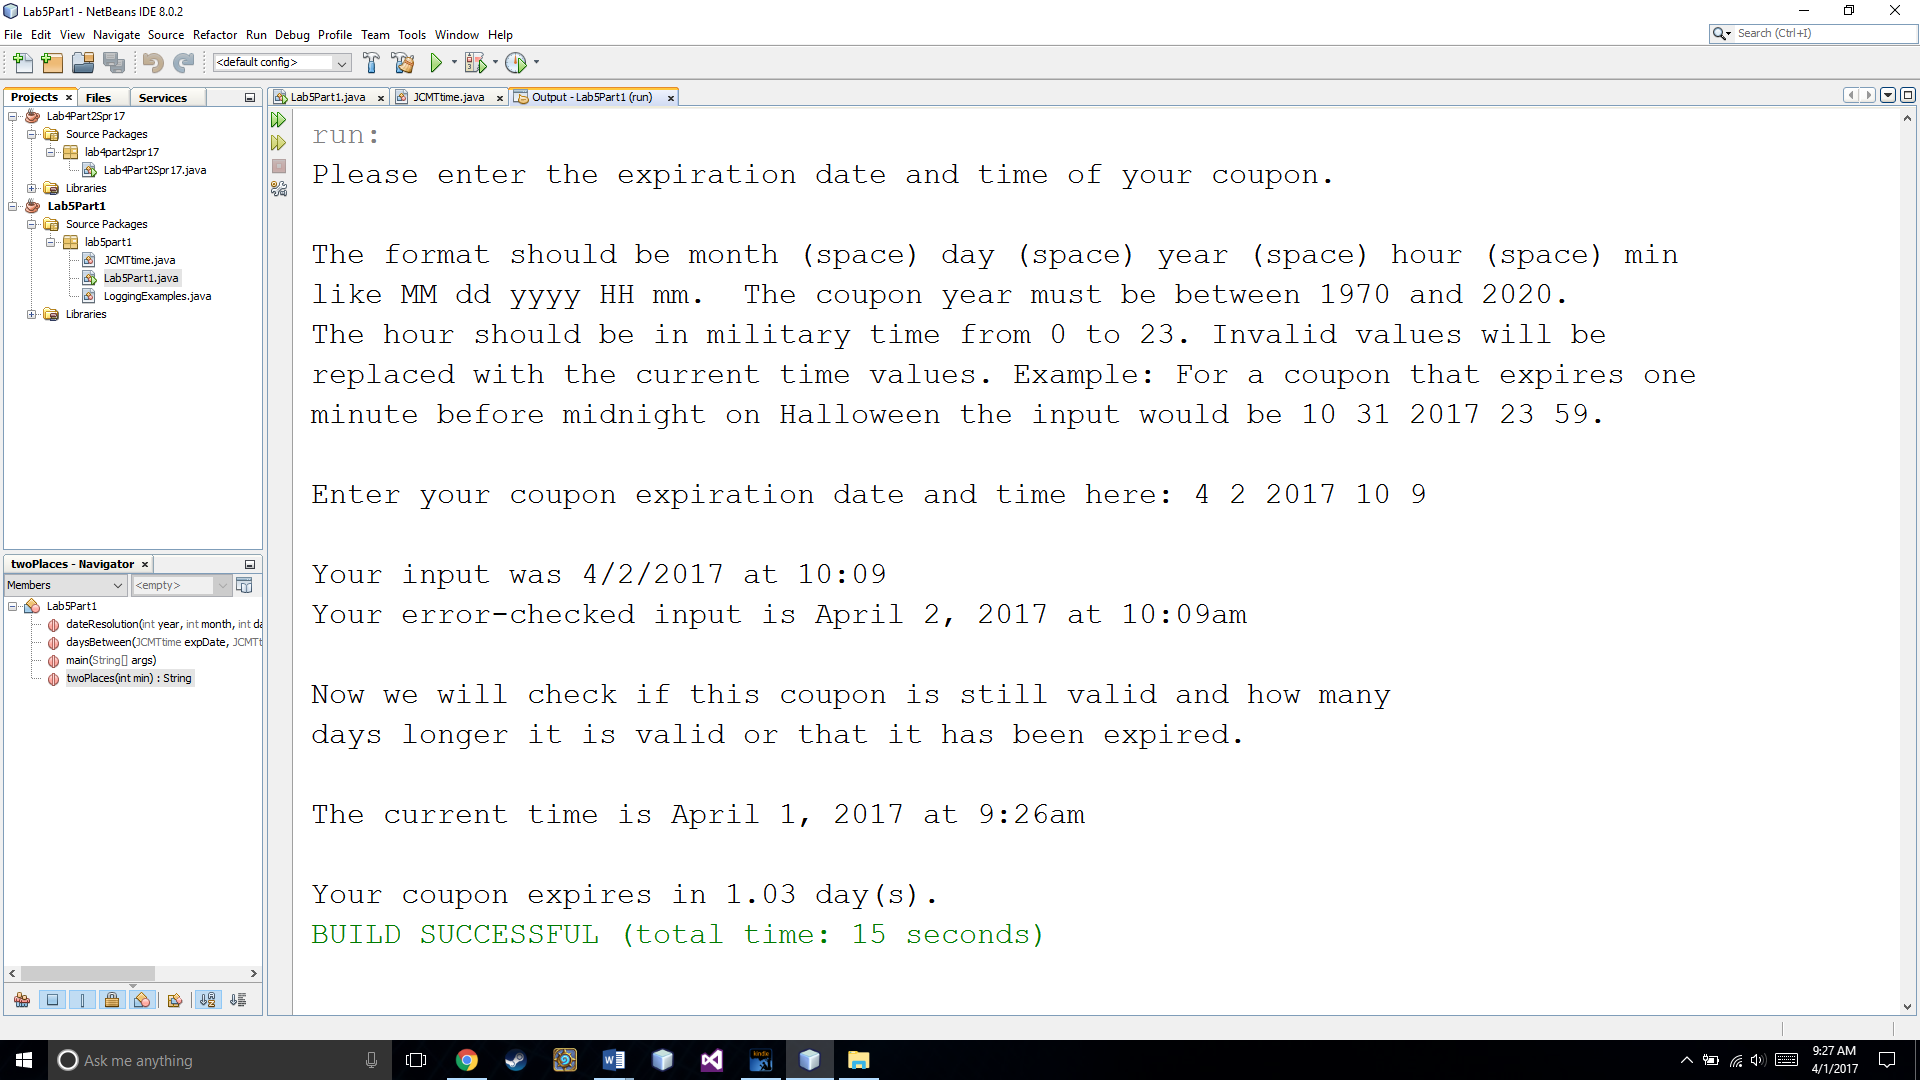 Lab5Part1 - NetBeans IDE 8.0.2
File Edit View Navigate Source Refactor Run Debug Profile Team Tools Window Help
Search (Ctrl+I)
<default config>
Projects Files Services
Lab5Part1.java JCMTtime.java Output - Lab5Part1 (run)
Lab4Part2Spr17
Source Packages
lab4part2spr17
Lab4Part2Spr17.java
Libraries
Lab5Part1
Source Packages
lab5part1
JCMTtime.java
Lab5Part1.java
LoggingExamples.java
Libraries
twoPlaces - Navigator
Members <empty>
Lab5Part1
dateResolution(int year, int month, int da
daysBetween(JCMTtime expDate, JCMTt
main(String[] args)
twoPlaces(int min) : String
run:
Please enter the expiration date and time of your coupon.
The format should be month (space) day (space) year (space) hour (space) min
like MM dd yyyy HH mm.  The coupon year must be between 1970 and 2020.
The hour should be in military time from 0 to 23. Invalid values will be
replaced with the current time values. Example: For a coupon that expires one
minute before midnight on Halloween the input would be 10 31 2017 23 59.
Enter your coupon expiration date and time here: 4 2 2017 10 9
Your input was 4/2/2017 at 10:09
Your error-checked input is April 2, 2017 at 10:09am
Now we will check if this coupon is still valid and how many
days longer it is valid or that it has been expired.
The current time is April 1, 2017 at 9:26am
Your coupon expires in 1.03 day(s).
BUILD SUCCESSFUL (total time: 15 seconds)
Ask me anything
kindle
9:27 AM
4/1/2017